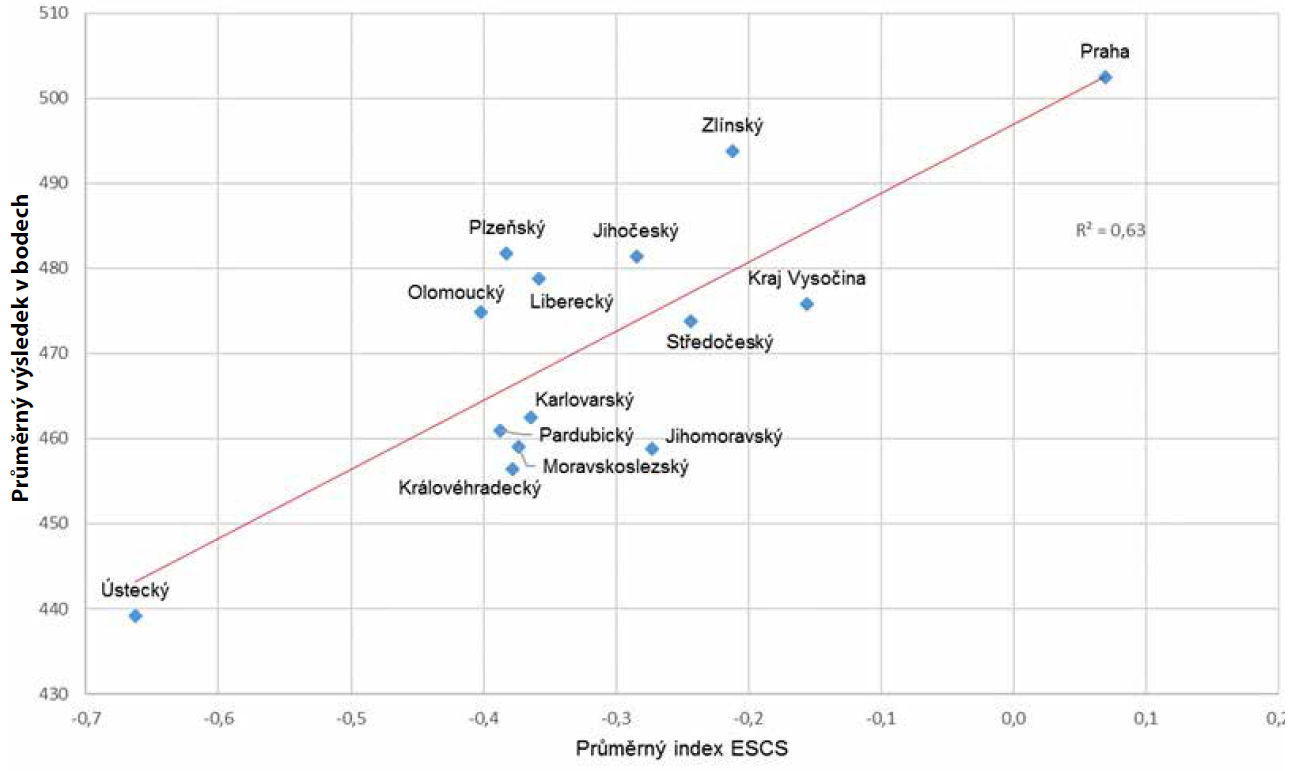 510
500
490
480
470
460
450
440
430
Průměrný výsledek v bodech
Praha
Zlínský
Plzeňský
Jihočeský
R² = 0,63
Kraj Vysočina
Olomoucký
Liberecký
Středočeský
Karlovarský
Pardubický
Jihomoravský
Moravskoslezský
Královéhradecký
Ústecký
-0,7 -0,6 -0,5 -0,4 -0,3 -0,2 -0,1 0,0 0,1
Průměrný index ESCS